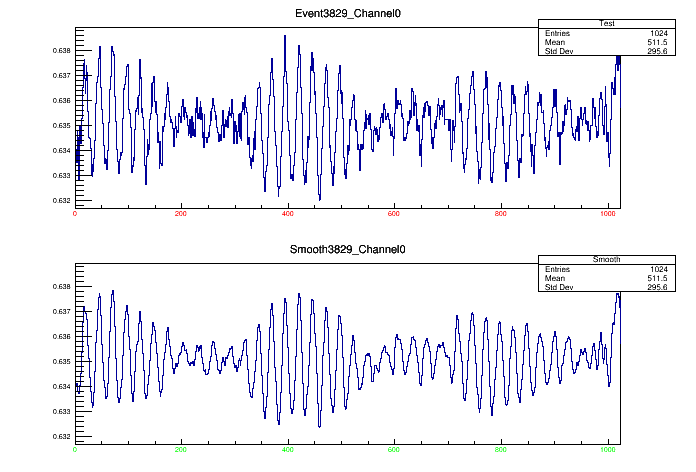 Event3829_Channel0
Test
Entries 1024
Mean 511.5
Std Dev 295.6
0.638
0.637
0.636
0.635
0.634
0.633
0.632
0 200 400 600 800 1000
Smooth3829_Channel0
Smooth
Entries 1024
Mean 511.5
Std Dev 295.6
0.638
0.637
0.636
0.635
0.634
0.633
0.632
0 200 400 600 800 1000